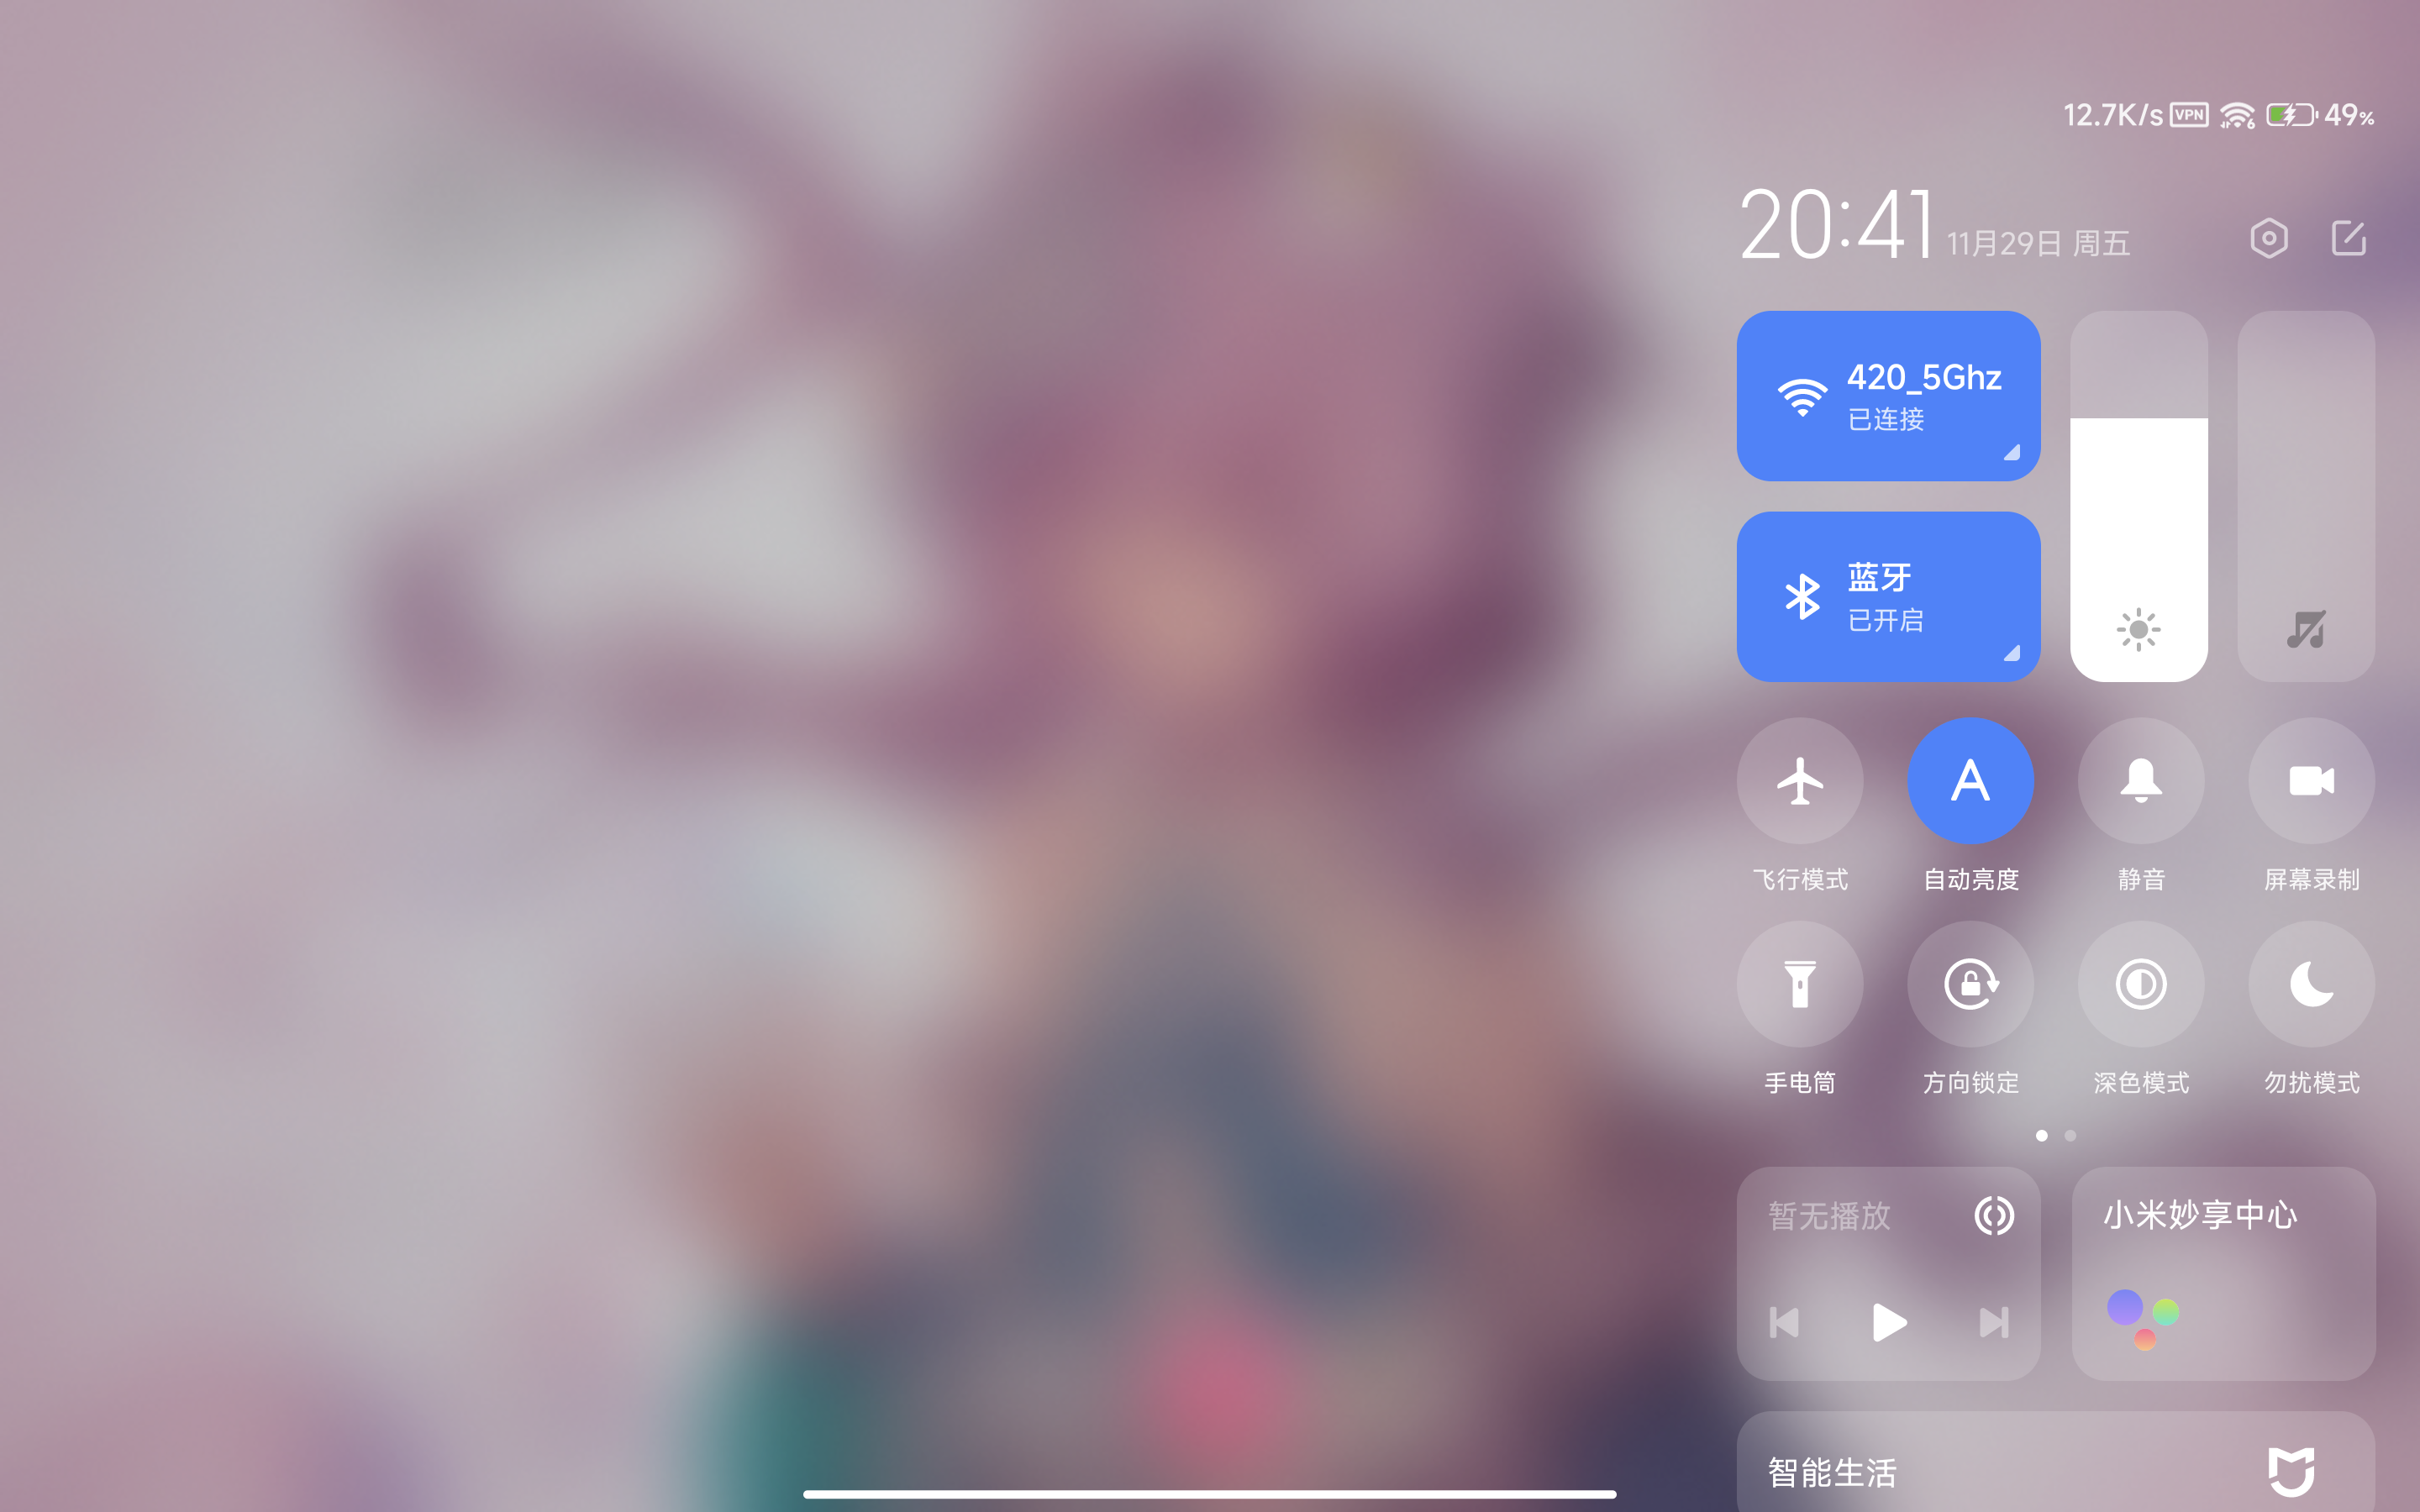 12.7K/s VPN 6 49%
20:41 11月29日 周五
420_5Ghz
已连接
蓝牙
已开启
飞行模式 自动亮度 静音 屏幕录制
手电筒 方向锁定 深色模式 勿扰模式
暂无播放
小米妙享中心
智能生活